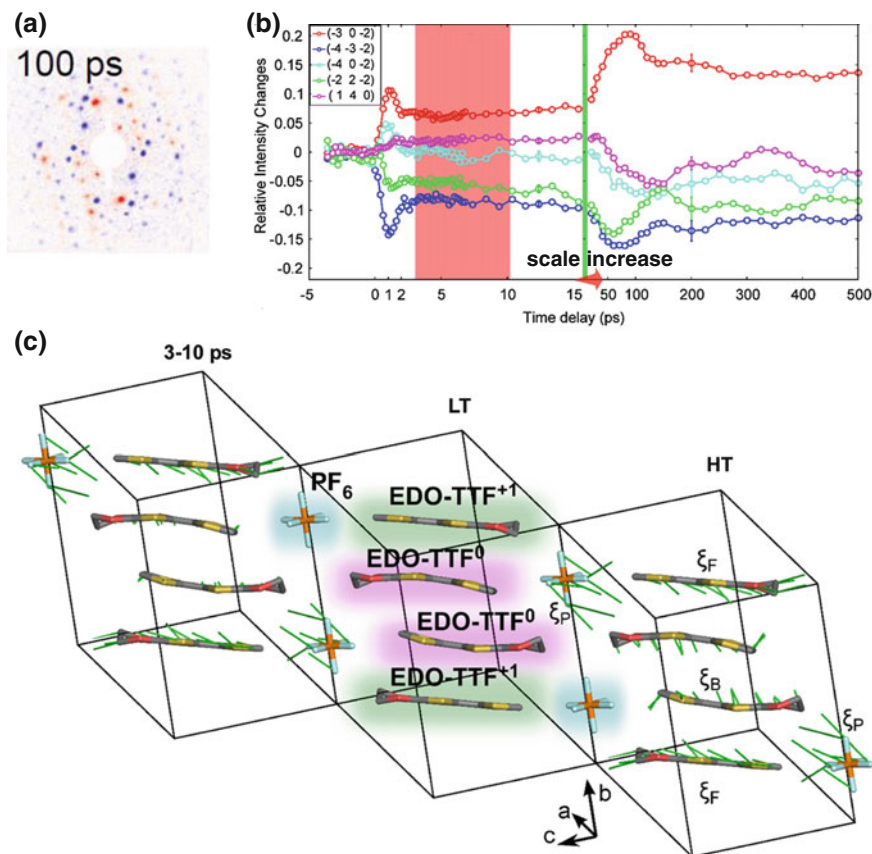 (a)
100 ps
(b)
Relative Intensity Changes
0.2
0.15
0.1
0.05
0
-0.05
-0.1
-0.15
-0.2
(-3 0 -2)
(-4 -3 -2)
(-4 0 -2)
(-2 2 -2)
( 1 4 0)
scale increase
-5 0 1 2 5 10 15 50 100 200 300 400 500
Time delay (ps)
(c)
3-10 ps
LT
HT
PF6
EDO-TTF+1
EDO-TTF0
EDO-TTF0
EDO-TTF+1
ξP
ξF
ξB
ξP
ξF
b
a
c